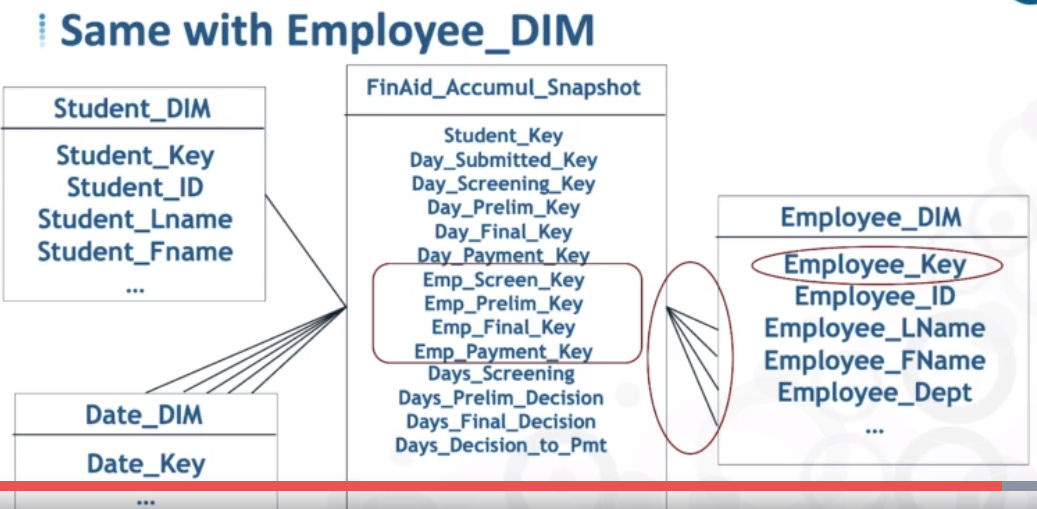 Same with Employee_DIM
Student_DIM
Student_Key
Student_ID
Student_Lname
Student_Fname
...
Date_DIM
Date_Key
...
FinAid_Accumul_Snapshot
Student_Key
Day_Submitted_Key
Day_Screening_Key
Day_Prelim_Key
Day_Final_Key
Day_Payment_Key
Emp_Screen_Key
Emp_Prelim_Key
Emp_Final_Key
Emp_Payment_Key
Days_Screening
Days_Prelim_Decision
Days_Final_Decision
Days_Decision_to_Pmt
Employee_DIM
Employee_Key
Employee_ID
Employee_LName
Employee_FName
Employee_Dept
...